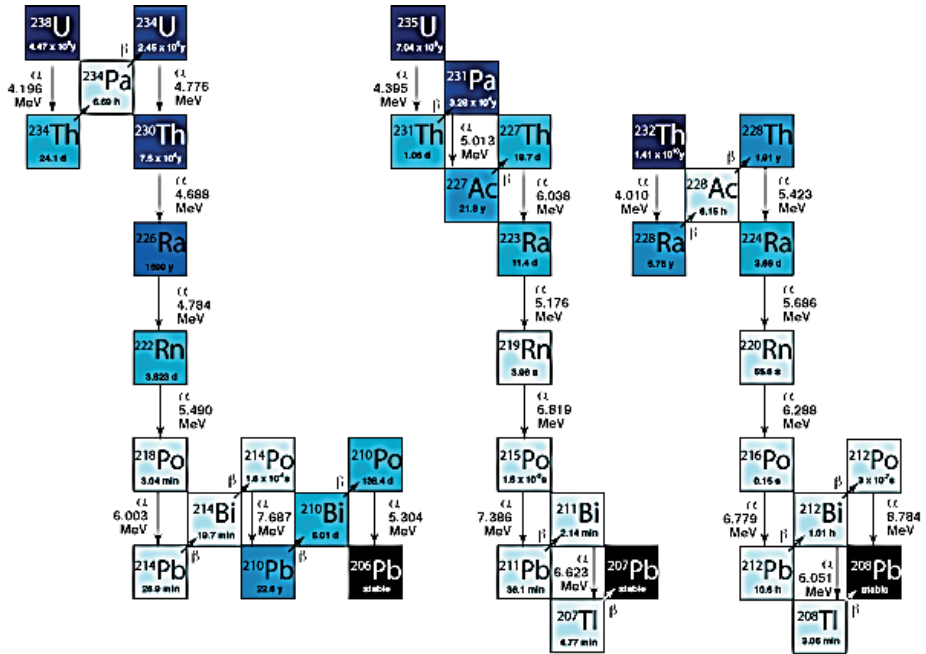 238U
4.47 x 10⁹y
234U
2.45 x 10⁵y
β
α
4.196
MeV
234Pa
6.69 h
α
4.776
MeV
234Th
24.1 d
230Th
7.5 x 10⁴y
α
4.688
MeV
226Ra
1600 y
α
4.784
MeV
222Rn
3.823 d
α
5.490
MeV
218Po
3.04 min
214Po
1.6 x 10⁻⁴s
210Po
138.4 d
β
β
α
6.003
MeV
214Bi
19.7 min
α
7.687
MeV
210Bi
5.01 d
α
5.304
MeV
214Pb
26.9 min
β
210Pb
22.6 y
β
206Pb
stable
235U
α
4.395
MeV
231Pa
β
231Th
1.06 d
α
5.013
MeV
227Th
18.7 d
227Ac
21.8 y
β
α
6.038
MeV
223Ra
11.4 d
α
5.176
MeV
219Rn
3.96 s
α
6.819
MeV
215Po
α
7.386
MeV
211Bi
2.14 min
β
211Pb
36.1 min
α
6.623
MeV
207Pb
stable
207Tl
4.77 min
β
232Th
1.41 x 10¹⁰y
228Th
1.91 y
β
α
4.010
MeV
228Ac
6.15 h
α
5.423
MeV
228Ra
5.75 y
β
224Ra
3.66 d
α
5.686
MeV
220Rn
55.6 s
α
6.288
MeV
216Po
0.15 s
212Po
3 x 10⁻⁷s
β
α
6.779
MeV
212Bi
1.01 h
α
8.784
MeV
212Pb
10.6 h
β
α
6.051
MeV
208Pb
stable
208Tl
3.05 min
β